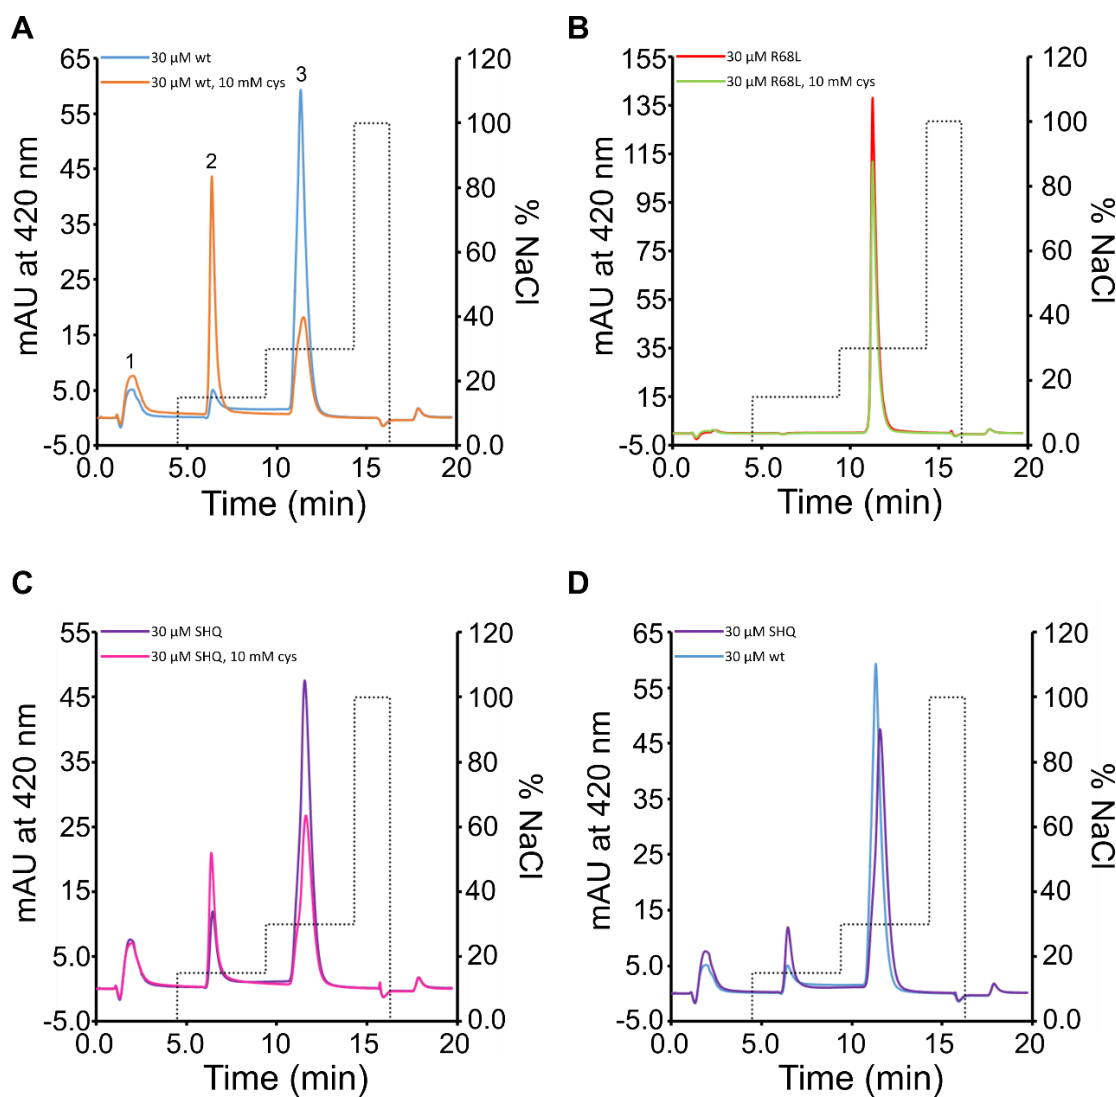 A
30 µM wt
30 µM wt, 10 mM cys
1
2
3
65
55
45
35
25
15
5.0
-5.0
mAU at 420 nm
120
100
80
60
40
20
0.0
% NaCl
0.0 5.0 10 15 20
Time (min)
B
30 µM R68L
30 µM R68L, 10 mM cys
155
135
115
95
75
55
35
15
-5.0
mAU at 420 nm
120
100
80
60
40
20
0.0
% NaCl
0.0 5.0 10 15 20
Time (min)
C
30 µM SHQ
30 µM SHQ, 10 mM cys
55
45
35
25
15
5.0
-5.0
mAU at 420 nm
120
100
80
60
40
20
0.0
% NaCl
0.0 5.0 10 15 20
Time (min)
D
30 µM SHQ
30 µM wt
65
55
45
35
25
15
5.0
-5.0
mAU at 420 nm
120
100
80
60
40
20
0.0
% NaCl
0.0 5.0 10 15 20
Time (min)